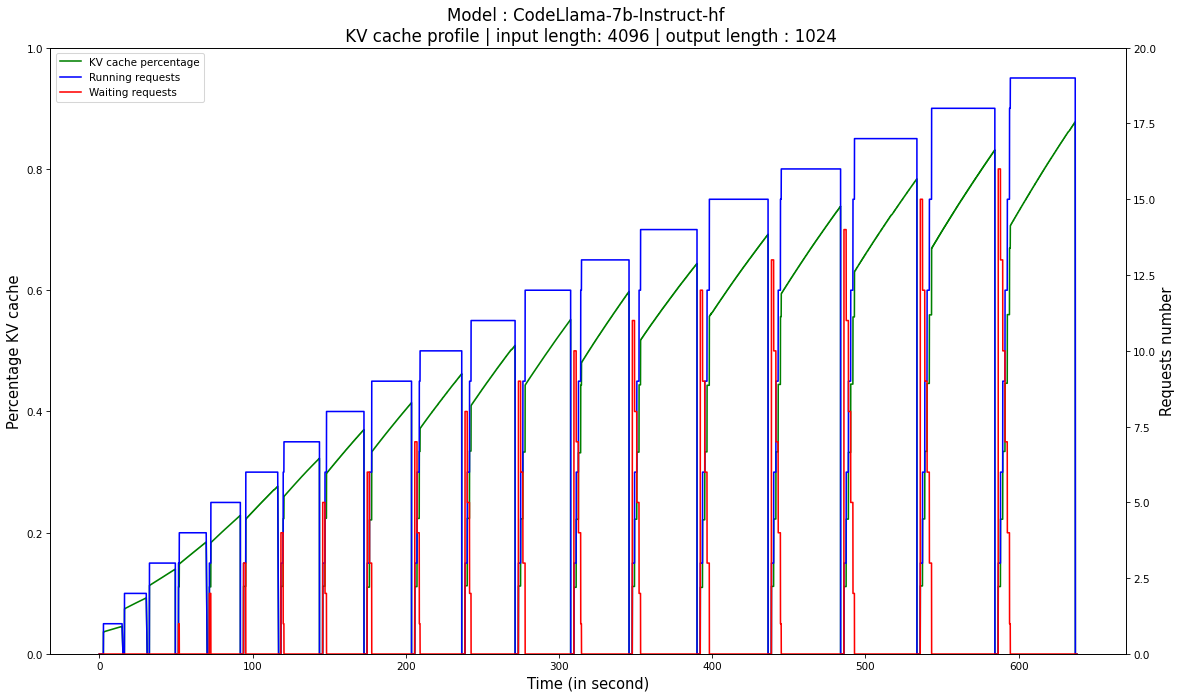 Model : CodeLlama-7b-Instruct-hf
KV cache profile | input length: 4096 | output length : 1024
KV cache percentage
Running requests
Waiting requests
Percentage KV cache
1.0
0.8
0.6
0.4
0.2
0.0
0
100
200
300
400
500
600
Time (in second)
20.0
17.5
15.0
12.5
10.0
7.5
5.0
2.5
0.0
Requests number